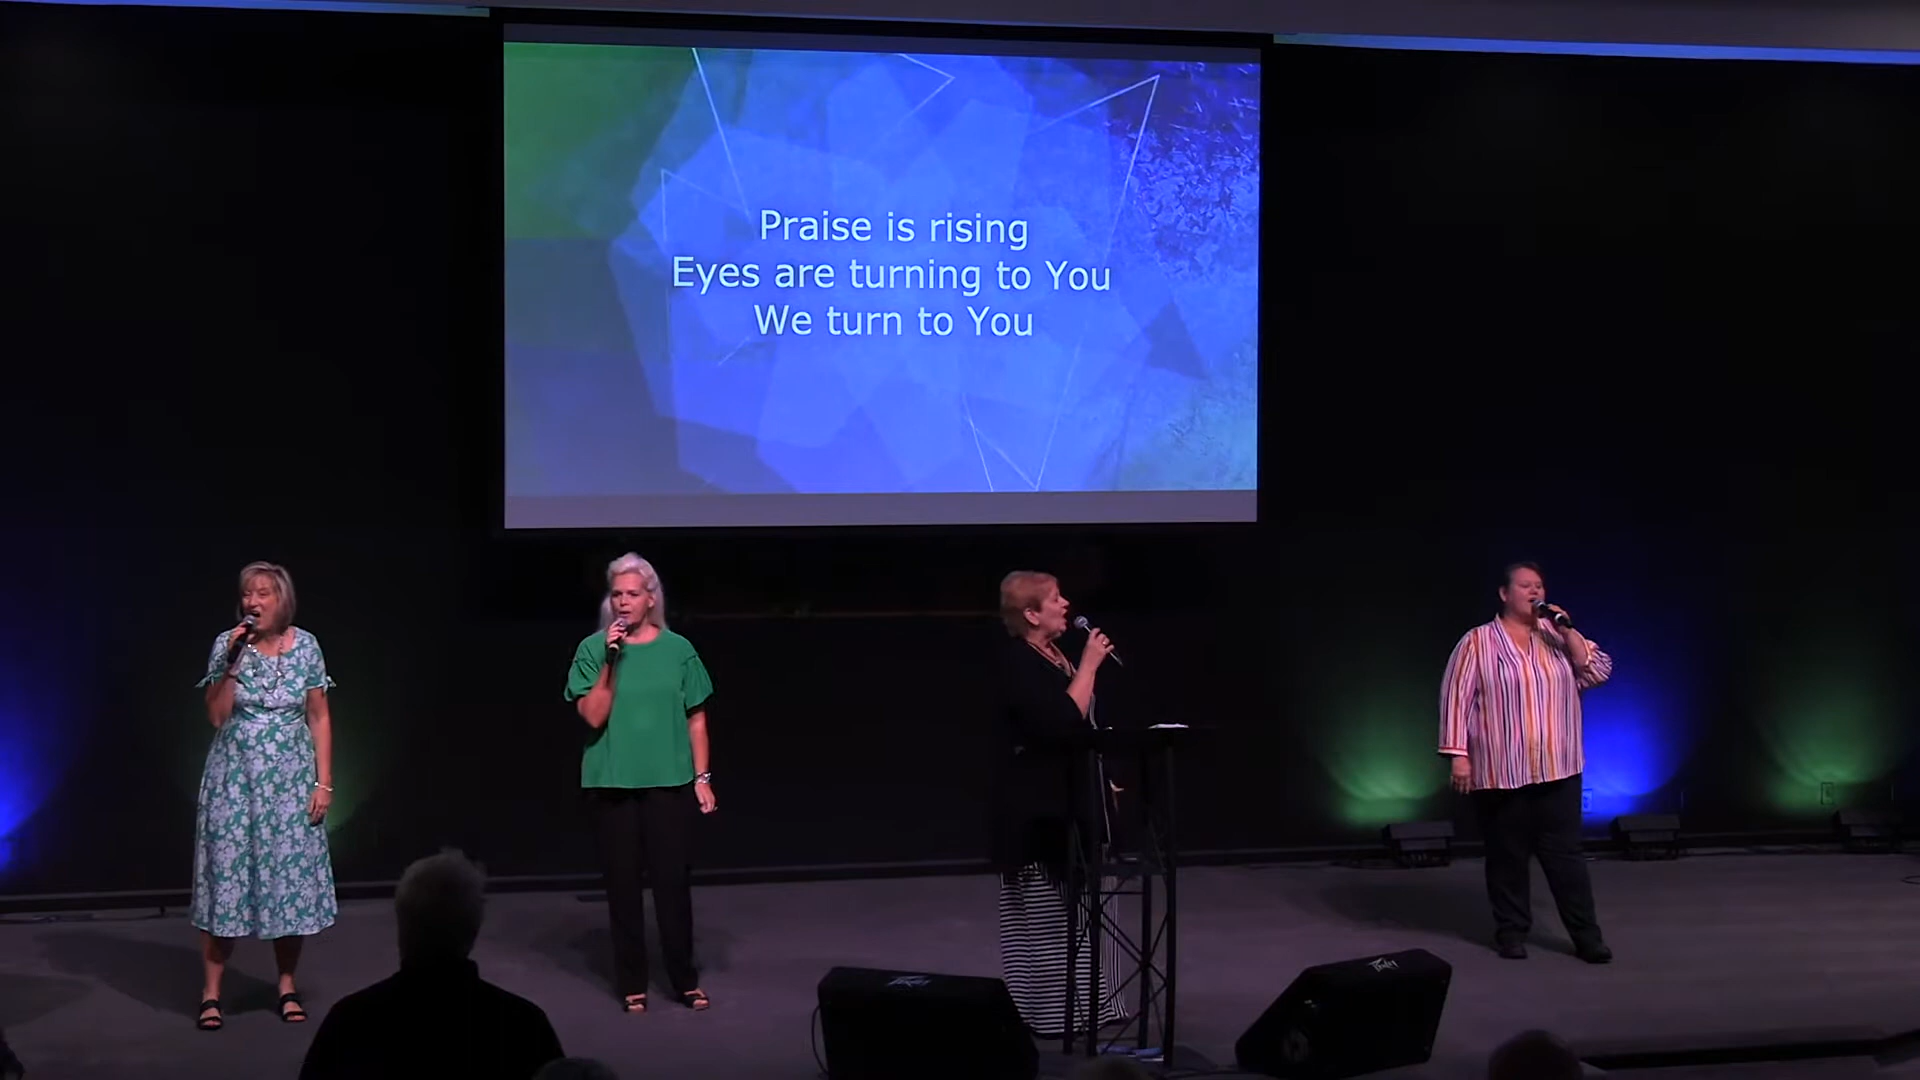 Praise is rising
Eyes are turning to You
We turn to You